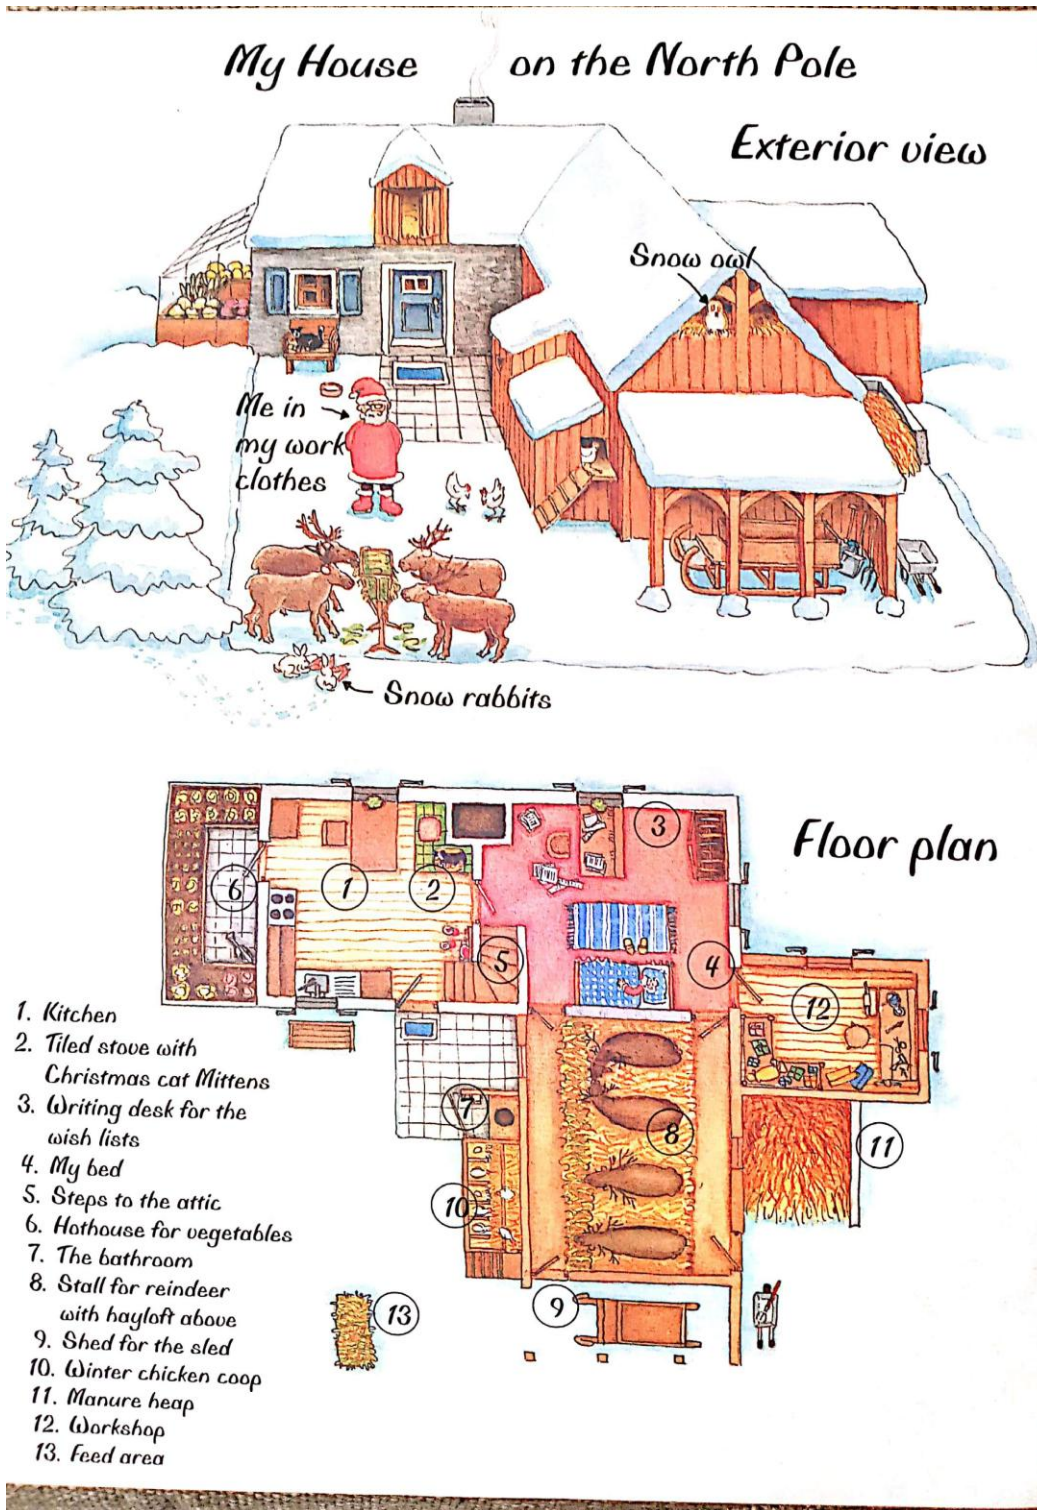 My House on the North Pole
Exterior view
Snow owl
Me in
my work
clothes
Snow rabbits
Floor plan
1
2
3
4
5
6
7
8
9
10
11
12
13
1. Kitchen
2. Tiled stove with
Christmas cat Mittens
3. Writing desk for the
wish lists
4. My bed
5. Steps to the attic
6. Hothouse for vegetables
7. The bathroom
8. Stall for reindeer
with hayloft above
9. Shed for the sled
10. Winter chicken coop
11. Manure heap
12. Workshop
13. Feed area